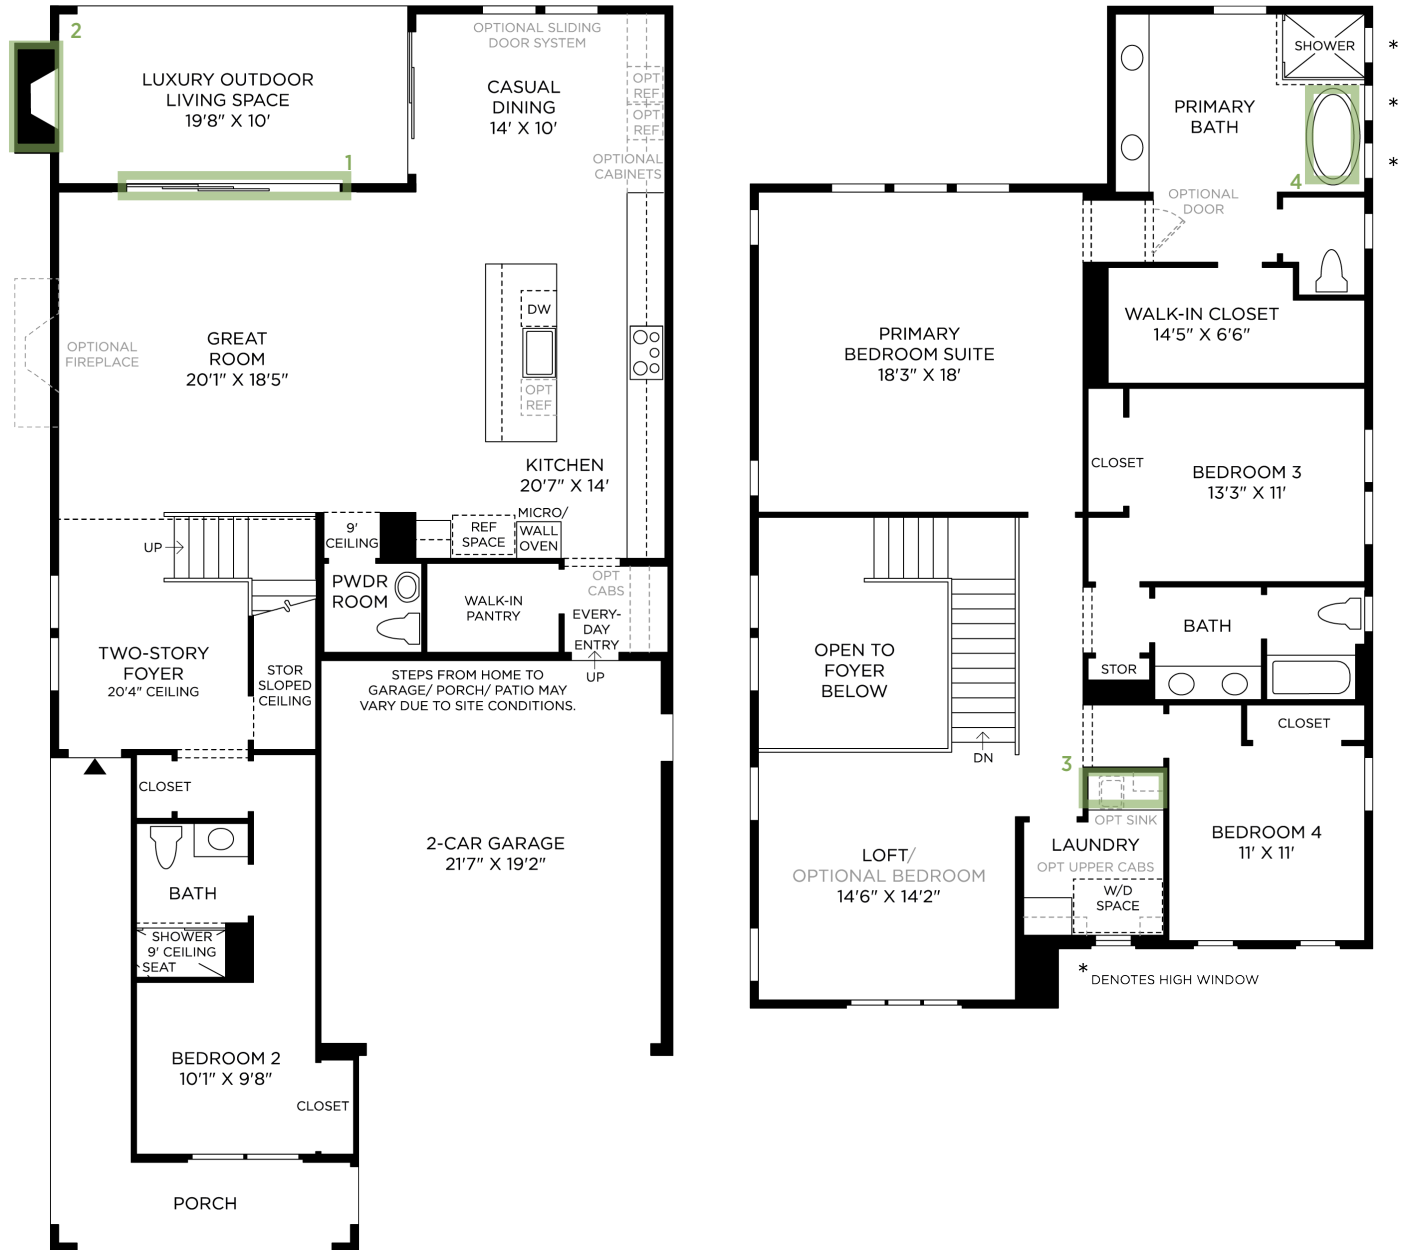 2
LUXURY OUTDOOR
LIVING SPACE
19'8" X 10'
1
OPTIONAL SLIDING
DOOR SYSTEM
CASUAL
DINING
14' X 10'
OPT
REF
OPT
REF
OPTIONAL
CABINETS
OPTIONAL
FIREPLACE
GREAT
ROOM
20'1" X 18'5"
DW
OPT
REF
KITCHEN
20'7" X 14'
MICRO/
WALL
OVEN
REF
SPACE
9'
CEILING
UP
PWDR
ROOM
WALK-IN
PANTRY
OPT
CABS
EVERY-
DAY
ENTRY
UP
TWO-STORY
FOYER
20'4" CEILING
STOR
SLOPED
CEILING
STEPS FROM HOME TO
GARAGE/ PORCH/ PATIO MAY
VARY DUE TO SITE CONDITIONS.
CLOSET
BATH
SHOWER
9' CEILING
SEAT
2-CAR GARAGE
21'7" X 19'2"
BEDROOM 2
10'1" X 9'8"
CLOSET
PORCH
SHOWER
*
*
*
PRIMARY
BATH
4
OPTIONAL
DOOR
WALK-IN CLOSET
14'5" X 6'6"
PRIMARY
BEDROOM SUITE
18'3" X 18'
CLOSET
BEDROOM 3
13'3" X 11'
BATH
STOR
OPEN TO
FOYER
BELOW
DN
CLOSET
3
OPT SINK
LAUNDRY
OPT UPPER CABS
W/D
SPACE
BEDROOM 4
11' X 11'
LOFT/
OPTIONAL BEDROOM
14'6" X 14'2"
* DENOTES HIGH WINDOW